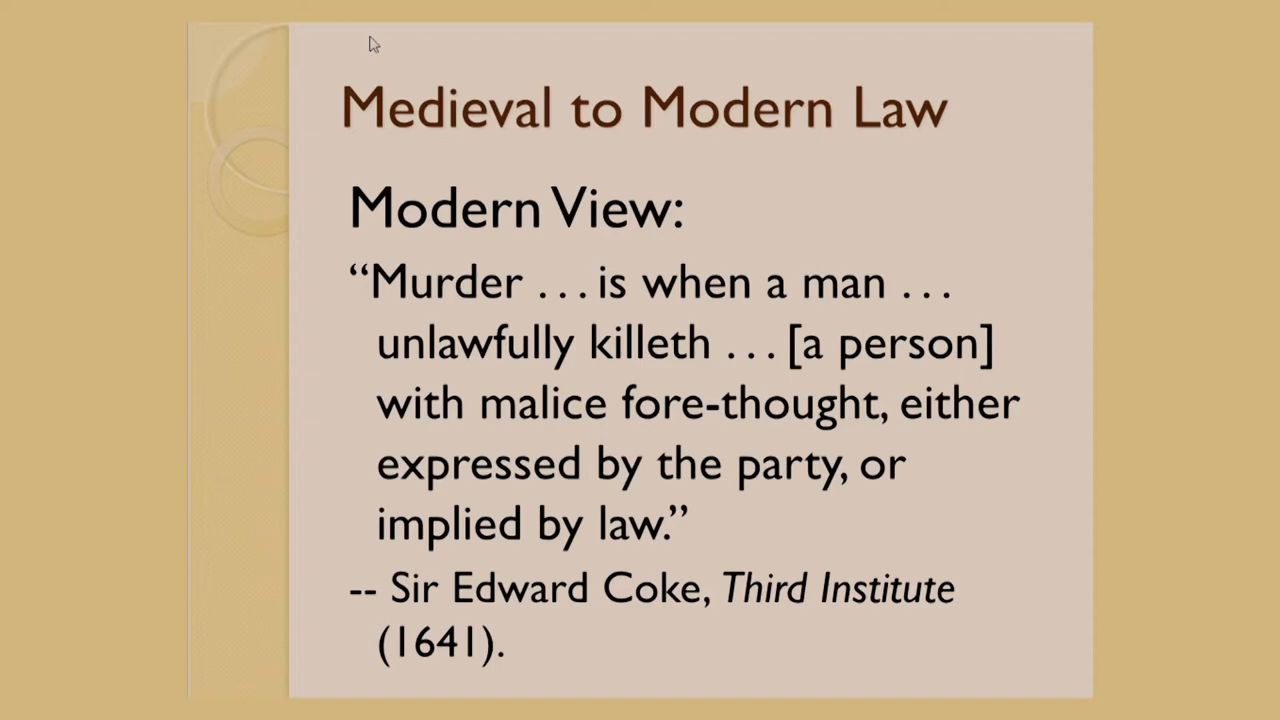 Medieval to Modern Law
Modern View:
“Murder . . . is when a man . . .
unlawfully killeth . . . [a person]
with malice fore-thought, either
expressed by the party, or
implied by law.”
-- Sir Edward Coke, Third Institute
(1641).